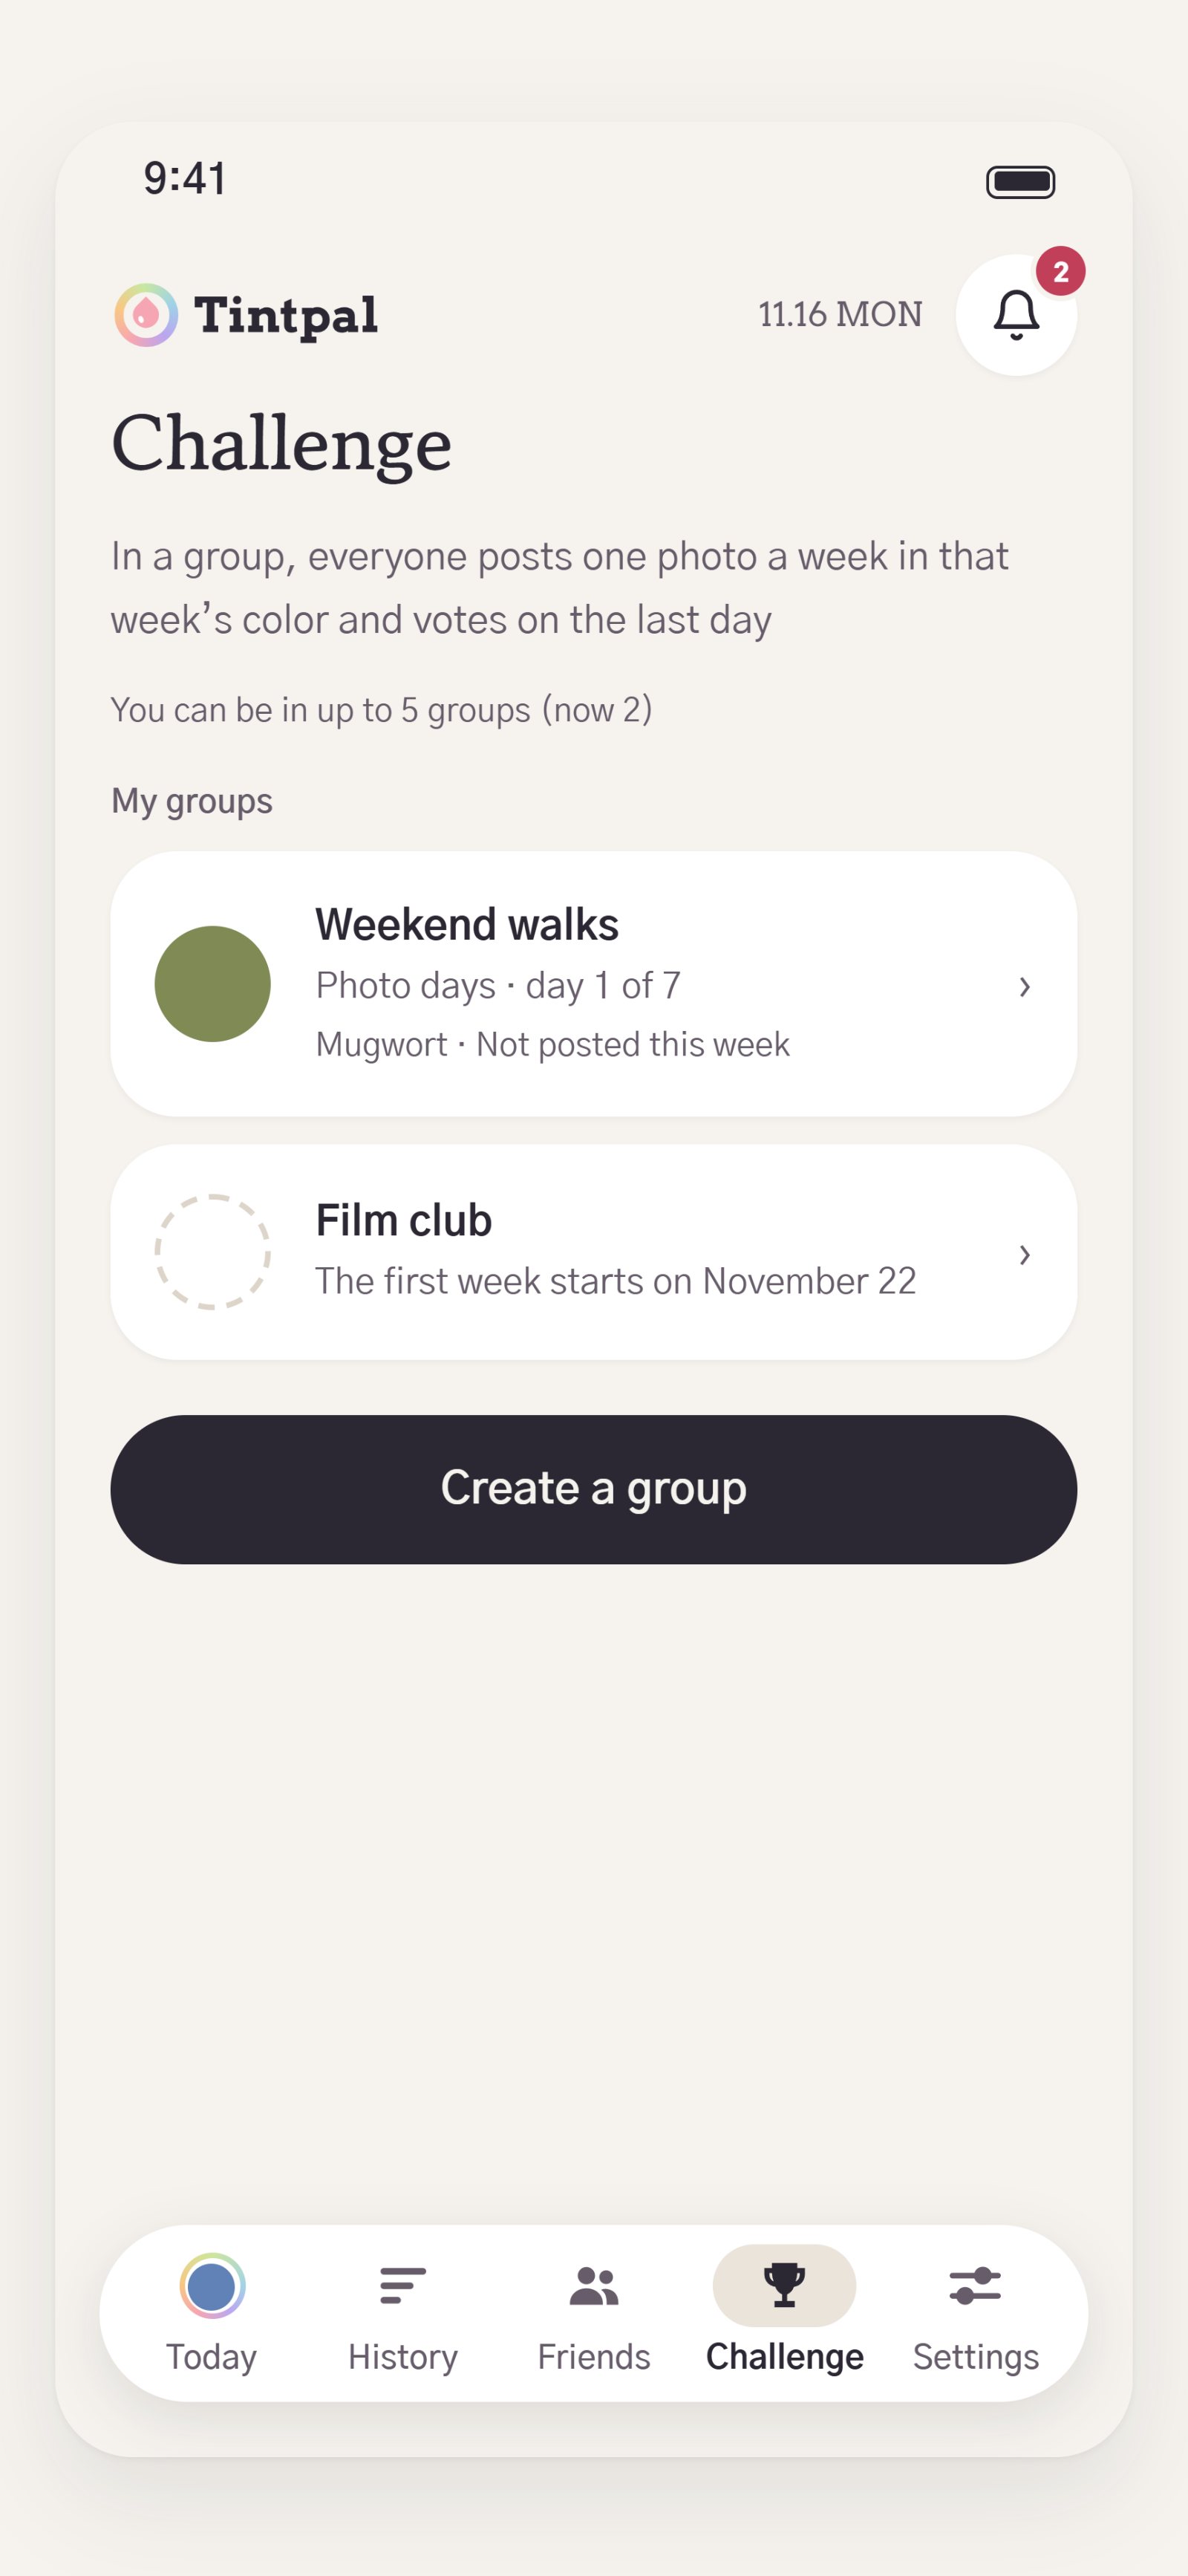 9:41
Tintpal
11.16 MON
2
Challenge
In a group, everyone posts one photo a week in that
week’s color and votes on the last day
You can be in up to 5 groups (now 2)
My groups
Weekend walks
Photo days · day 1 of 7
Mugwort · Not posted this week
›
Film club
The first week starts on November 22
›
Create a group
Today
History
Friends
Challenge
Settings